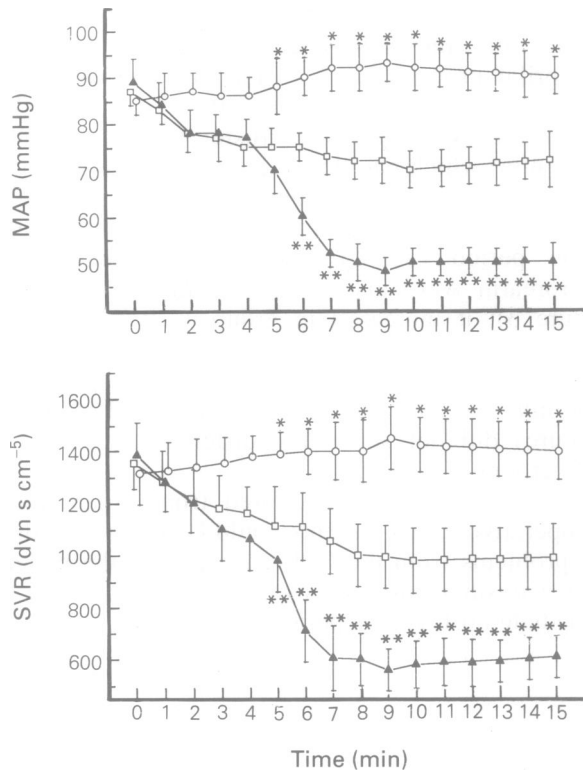 MAP (mmHg)
100
90
80
70
60
50
* * * * * * * * * * *
** ** ** ** ** ** ** ** ** **
0 1 2 3 4 5 6 7 8 9 10 11 12 13 14 15
SVR (dyn s cm⁻⁵)
1600
1400
1200
1000
800
600
* * * * * * * * * * *
** ** ** ** ** ** ** ** ** ** **
0 1 2 3 4 5 6 7 8 9 10 11 12 13 14 15
Time (min)